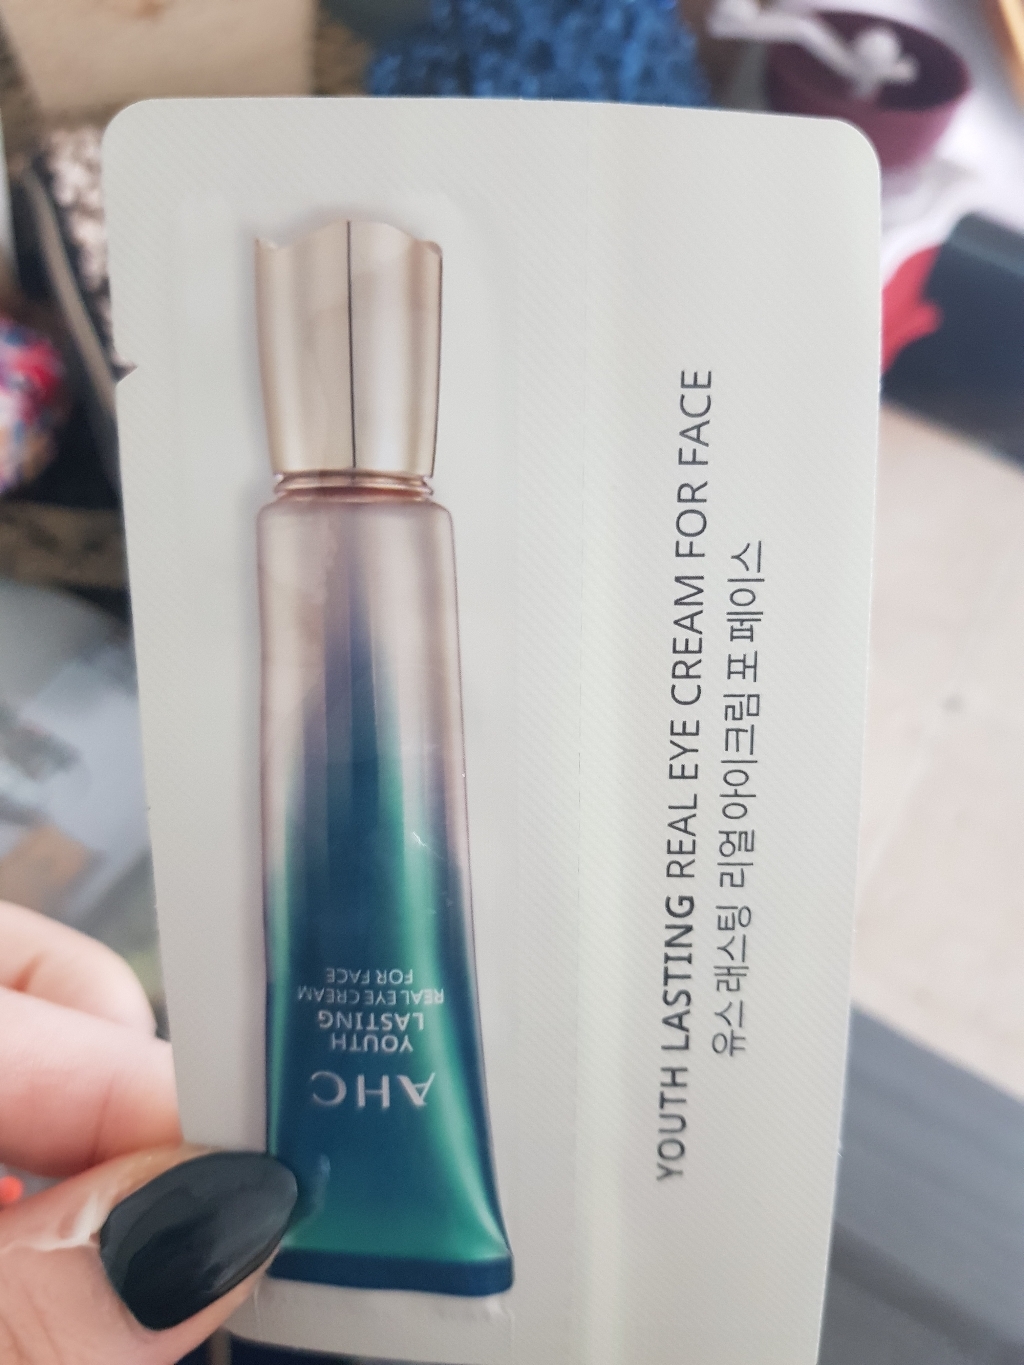 YOUTH LASTING REAL EYE CREAM FOR FACE
유스 래스팅 리얼 아이크림 포 페이스
AHC
YOUTH
LASTING
REAL EYE CREAM
FOR FACE